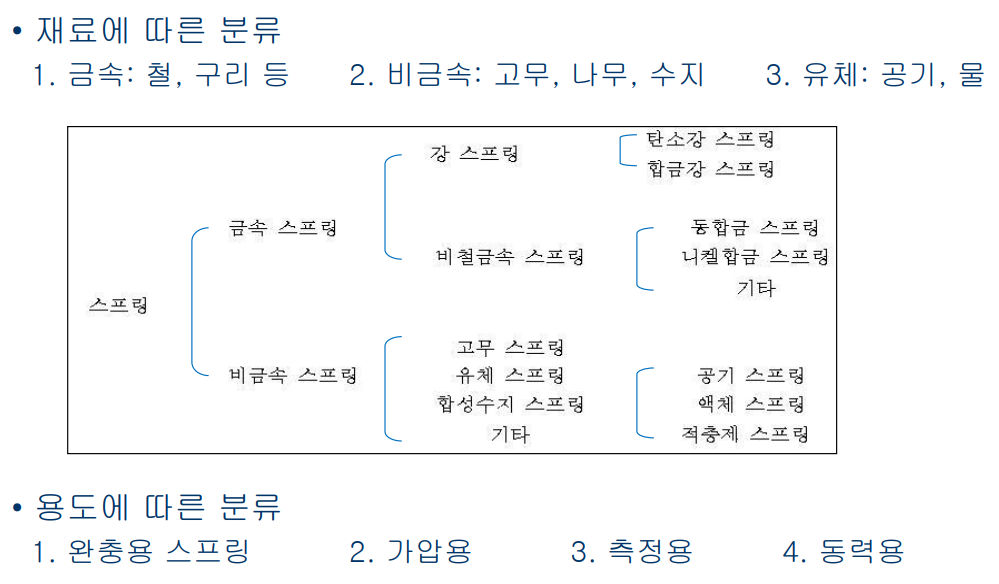 • 재료에 따른 분류
1. 금속: 철, 구리 등 2. 비금속: 고무, 나무, 수지 3. 유체: 공기, 물
탄소강 스프링
강 스프링
합금강 스프링
금속 스프링
동합금 스프링
비철금속 스프링
니켈합금 스프링
기타
스프링
고무 스프링
비금속 스프링
유체 스프링
공기 스프링
합성수지 스프링
액체 스프링
기타
적층제 스프링
• 용도에 따른 분류
1. 완충용 스프링 2. 가압용 3. 측정용 4. 동력용